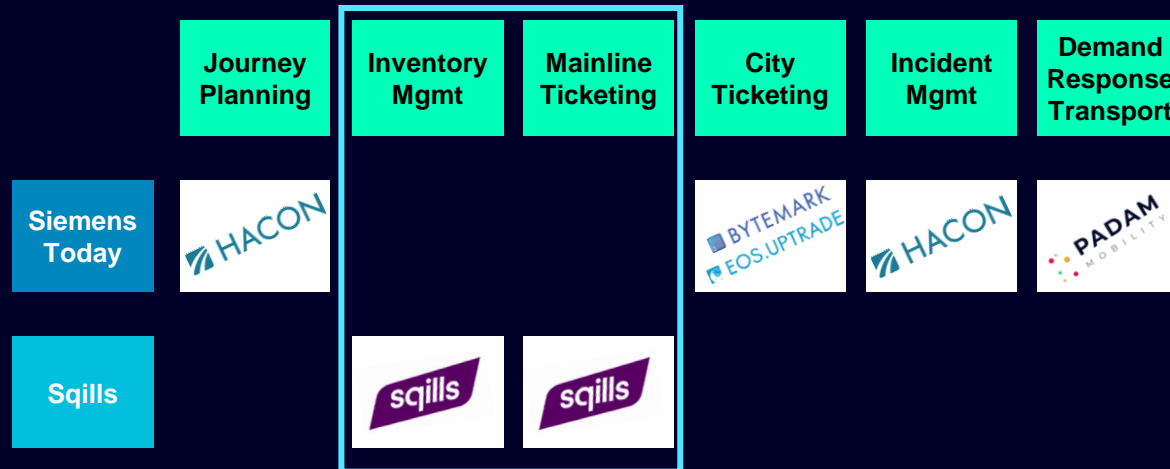 Journey
Planning
Inventory
Mgmt
Mainline
Ticketing
City
Ticketing
Incident
Mgmt
Demand
Response
Transport
Siemens
Today
HACON
BYTEMARK
EOS.UPTRADE
HACON
PADAM
MOBILITY
Sqills
sqills
sqills